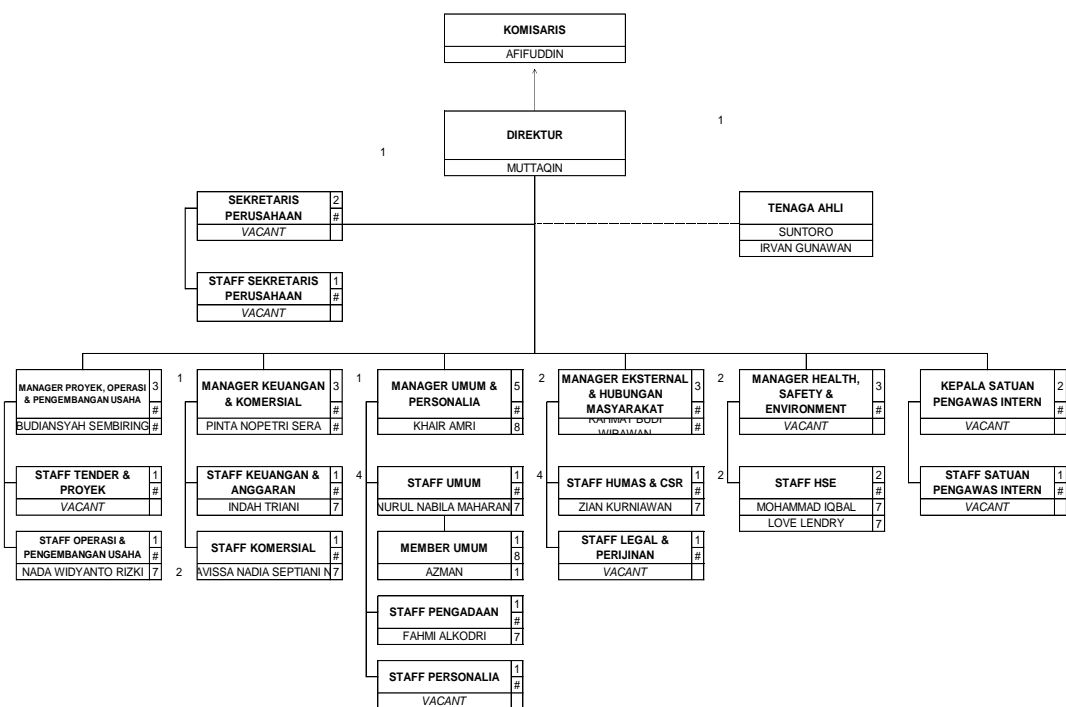 KOMISARIS
AFIFUDDIN
DIREKTUR
MUTTAQIN
1
1
SEKRETARIS
PERUSAHAAN
2
#
VACANT
TENAGA AHLI
SUNTORO
IRVAN GUNAWAN
STAFF SEKRETARIS
PERUSAHAAN
1
#
VACANT
MANAGER PROYEK, OPERASI
& PENGEMBANGAN USAHA
3
#
BUDIANSYAH SEMBIRING #
1
MANAGER KEUANGAN
& KOMERSIAL
3
#
PINTA NOPETRI SERA #
1
MANAGER UMUM &
PERSONALIA
5
#
KHAIR AMRI 8
2
MANAGER EKSTERNAL
& HUBUNGAN
MASYARAKAT
3
#
RAHMAT BUDI
WIRAWAN
#
2
MANAGER HEALTH,
SAFETY &
ENVIRONMENT
3
#
VACANT
KEPALA SATUAN
PENGAWAS INTERN
2
#
VACANT
STAFF TENDER &
PROYEK
1
#
VACANT
STAFF KEUANGAN &
ANGGARAN
1
#
INDAH TRIANI 7
4
STAFF UMUM
1
#
NURUL NABILA MAHARAN 7
4
STAFF HUMAS & CSR
1
#
ZIAN KURNIAWAN 7
2
STAFF HSE
2
#
MOHAMMAD IQBAL 7
LOVE LENDRY 7
STAFF SATUAN
PENGAWAS INTERN
1
#
VACANT
STAFF OPERASI &
PENGEMBANGAN USAHA
1
#
NADA WIDYANTO RIZKI 7
2
STAFF KOMERSIAL
1
#
AVISSA NADIA SEPTIANI N 7
MEMBER UMUM
1
8
AZMAN 1
STAFF LEGAL &
PERIJINAN
1
#
VACANT
STAFF PENGADAAN
1
#
FAHMI ALKODRI 7
STAFF PERSONALIA
1
#
VACANT